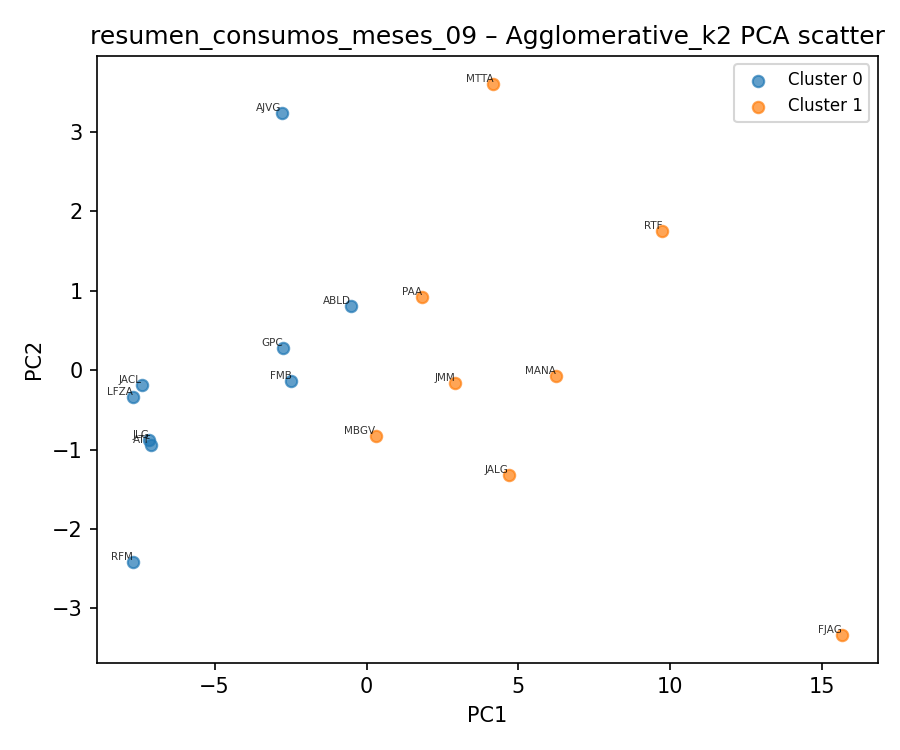 resumen_consumos_meses_09 – Agglomerative_k2 PCA scatter
Cluster 0
Cluster 1
MTTA
AJVG
RTF
PAA
ABLD
GPC
FMB
JMM
MANA
JACL
LFZA
MBGV
JLG
JALG
RFM
FJAG
3
2
1
0
−1
−2
−3
PC2
−5
0
5
10
15
PC1